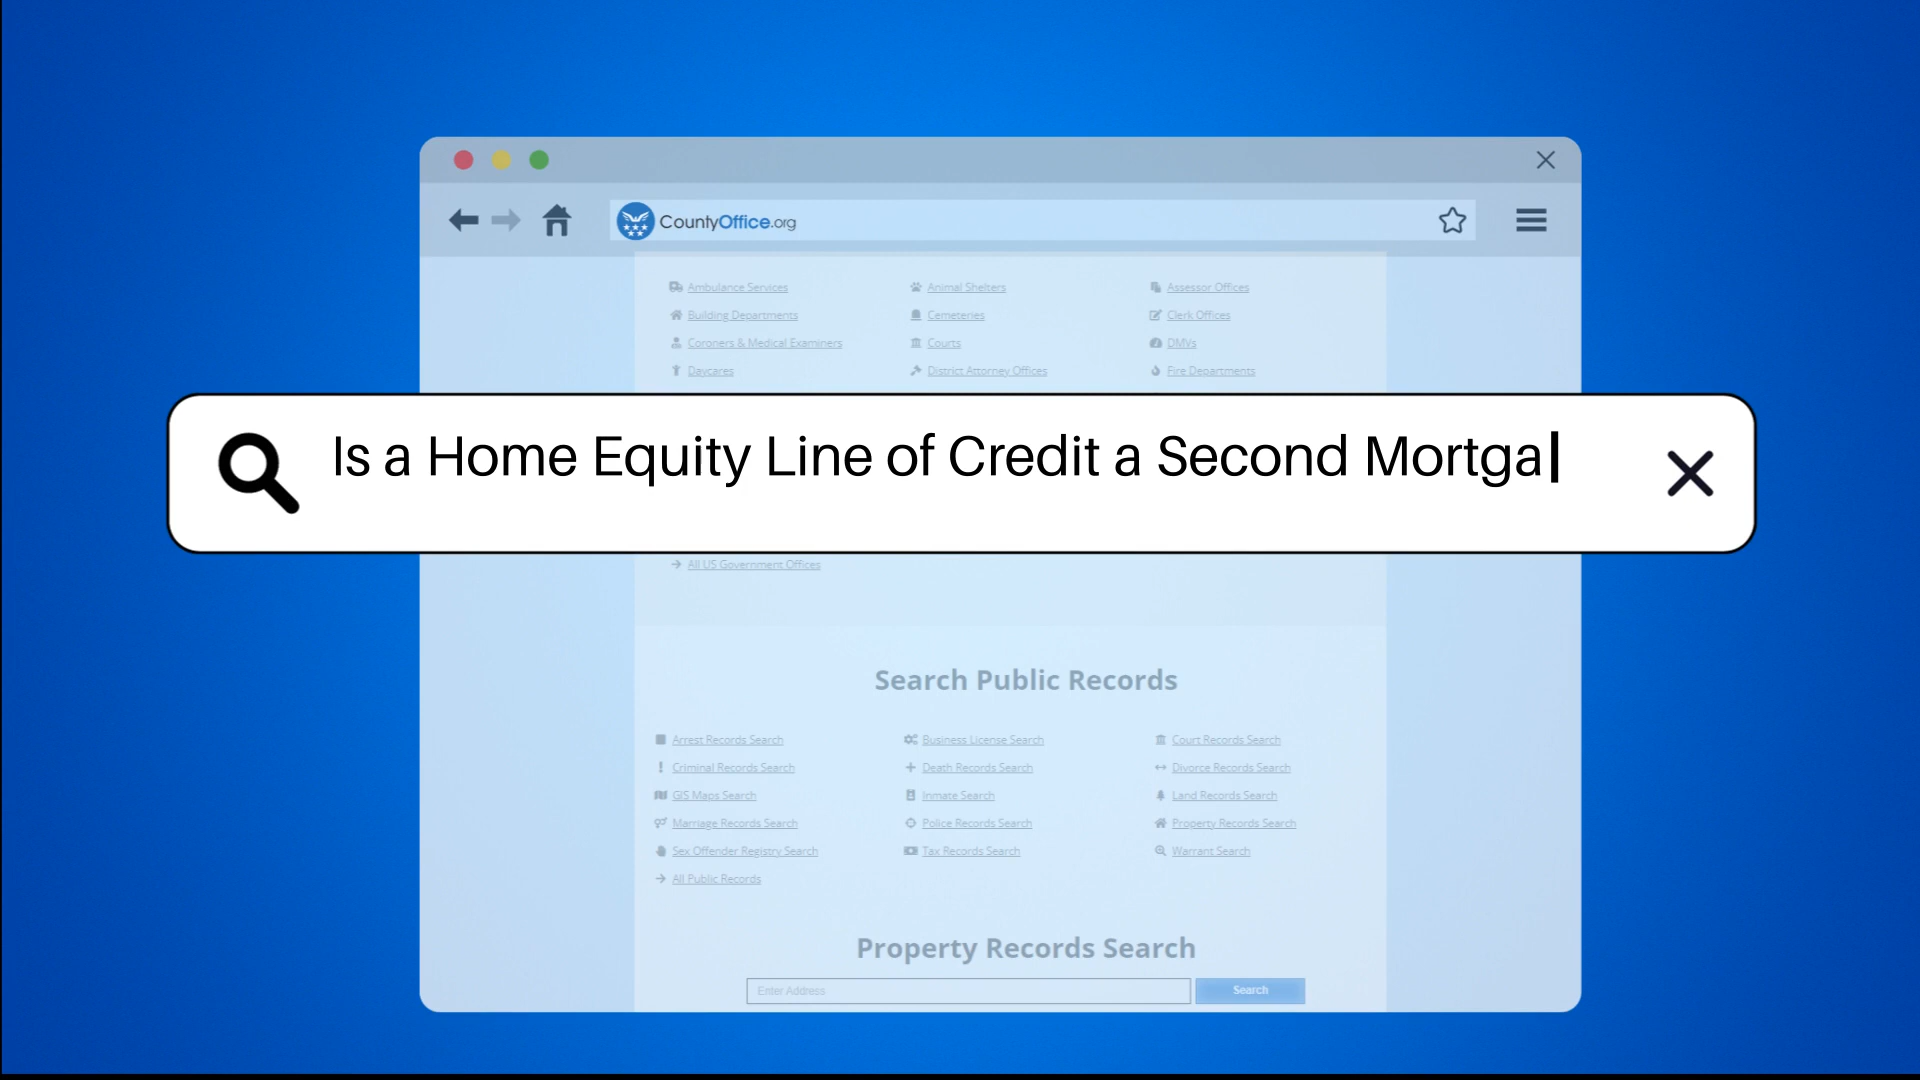 CountyOffice.org
Ambulance Services Animal Shelters Assessor Offices
Building Departments Cemeteries Clerk Offices
Coroners & Medical Examiners Courts DMVs
Daycares District Attorney Offices Fire Departments
Is a Home Equity Line of Credit a Second Mortga
All US Government Offices
Search Public Records
Arrest Records Search Business License Search Court Records Search
Criminal Records Search Death Records Search Divorce Records Search
GIS Maps Search Inmate Search Land Records Search
Marriage Records Search Police Records Search Property Records Search
Sex Offender Registry Search Tax Records Search Warrant Search
All Public Records
Property Records Search
Enter Address Search